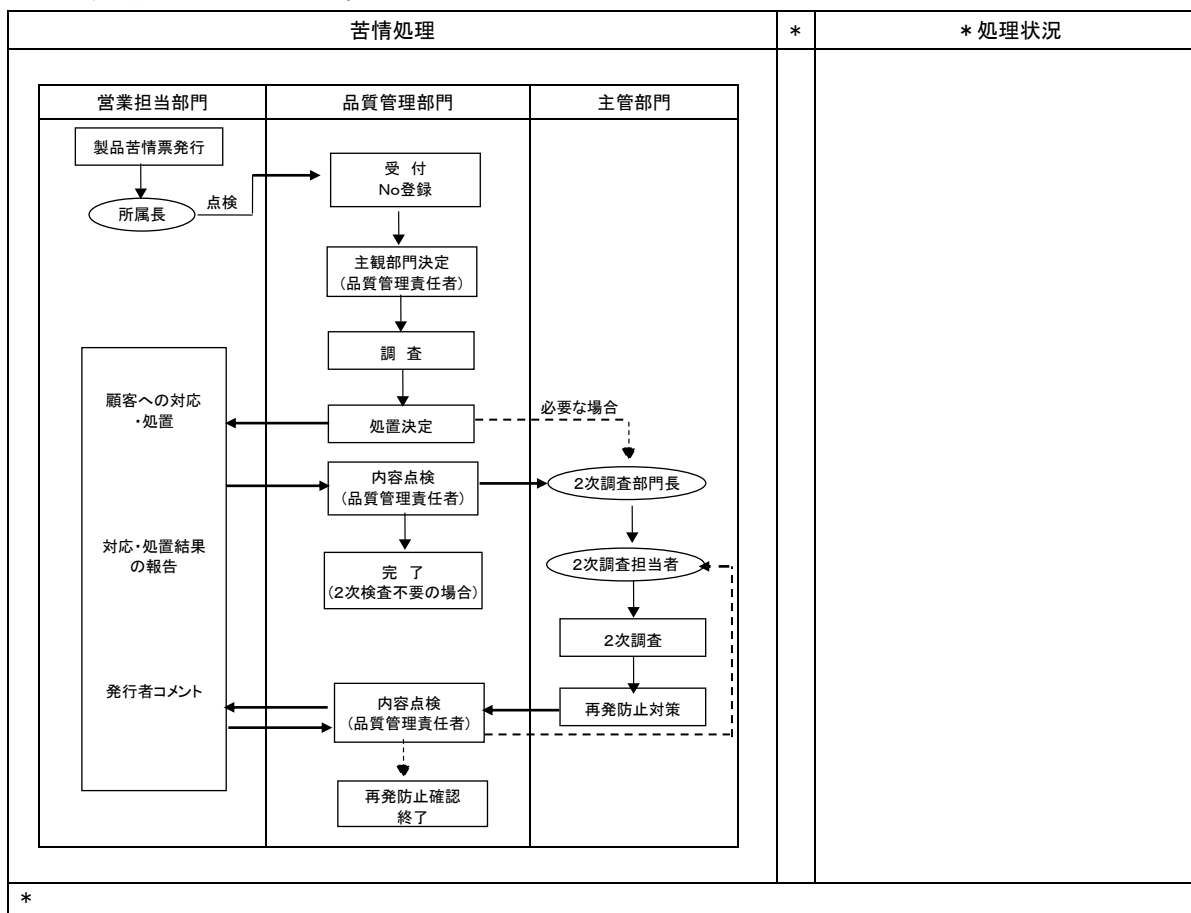 苦情処理
*
*処理状況
営業担当部門
品質管理部門
主管部門
製品苦情票発行
所属長
点検
受 付
No登録
主観部門決定
(品質管理責任者)
調 査
顧客への対応
・処置
処置決定
必要な場合
内容点検
(品質管理責任者)
2次調査部門長
対応・処置結果
の報告
完 了
(2次検査不要の場合)
2次調査担当者
2次調査
発行者コメント
内容点検
(品質管理責任者)
再発防止対策
再発防止確認
終了
*